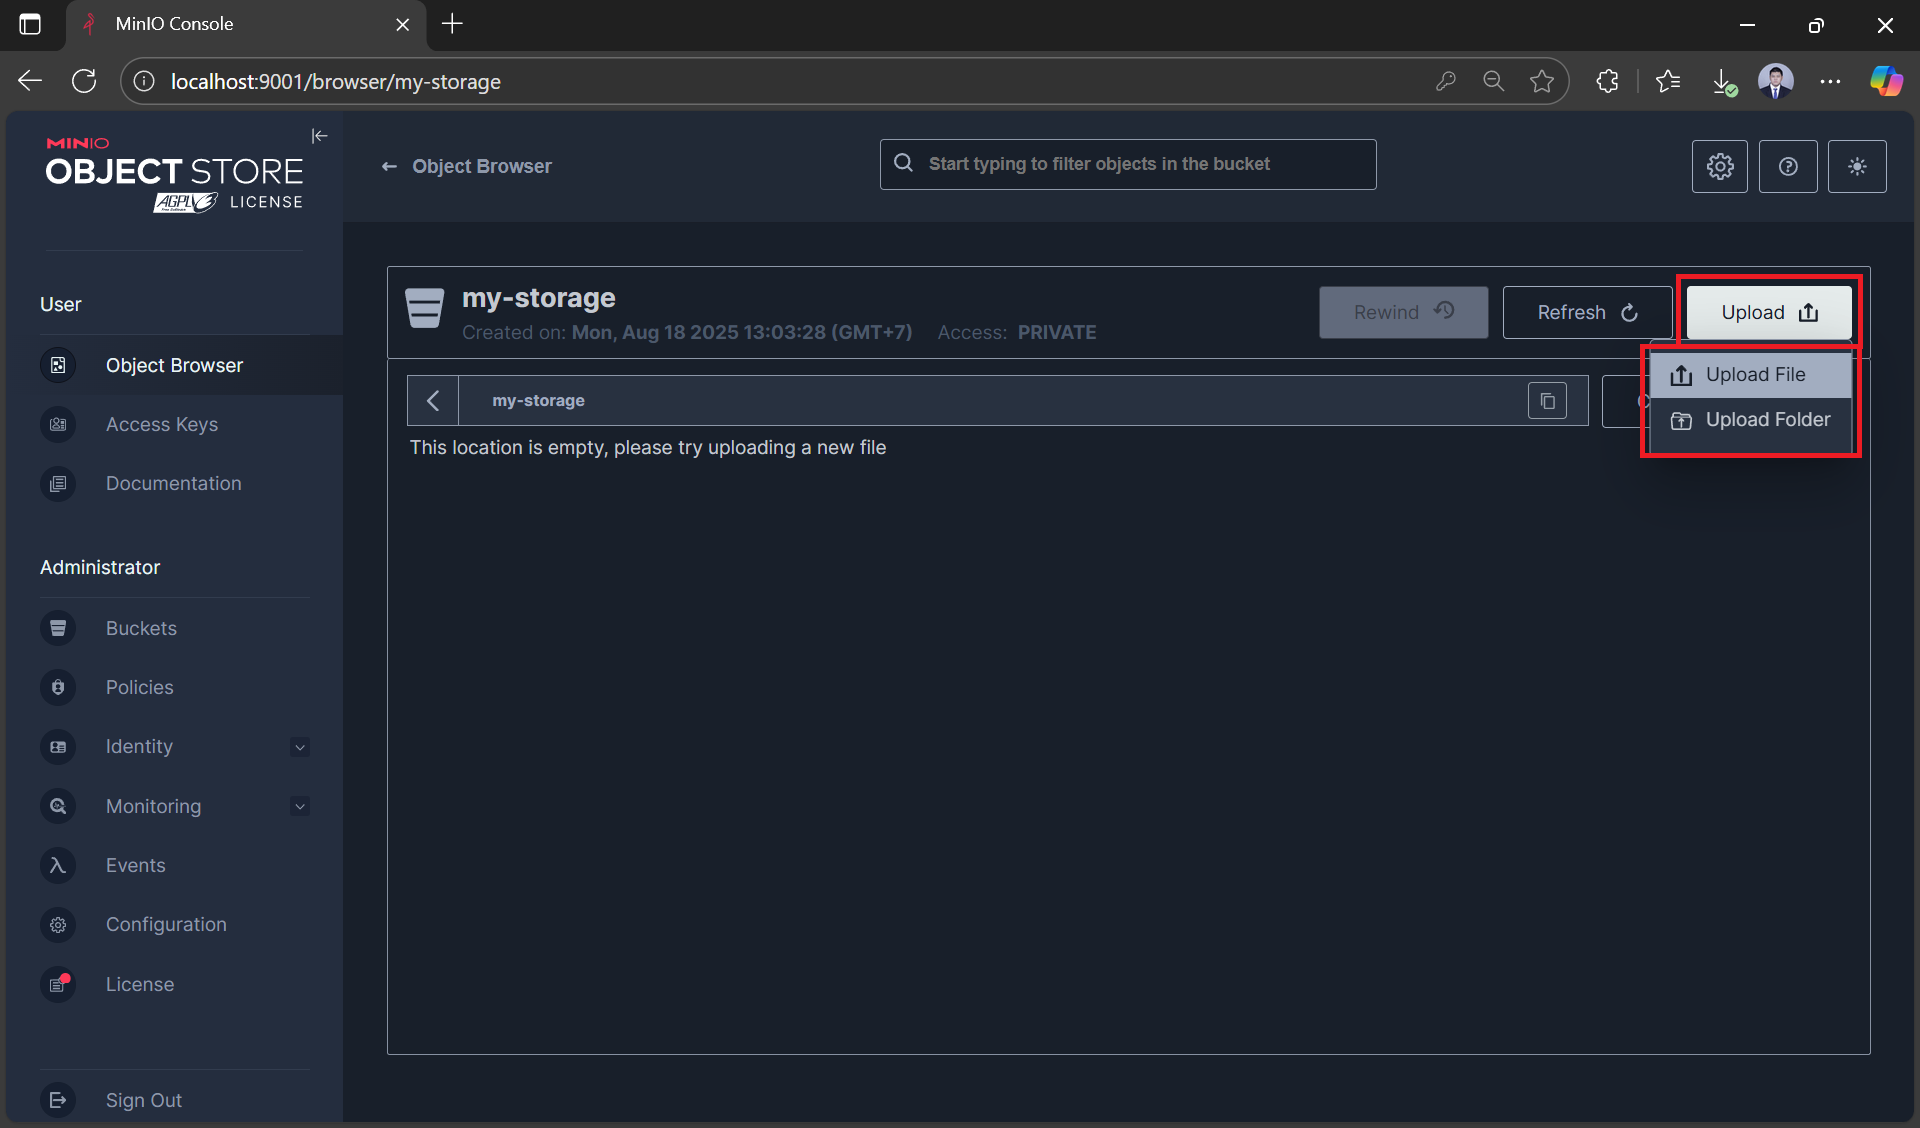 MinIO Console
localhost:9001/browser/my-storage
MINIO
OBJECT STORE
AGPLv3 LICENSE
Object Browser
Start typing to filter objects in the bucket
User
Object Browser
Access Keys
Documentation
Administrator
Buckets
Policies
Identity
Monitoring
Events
Configuration
License
Sign Out
my-storage
Created on: Mon, Aug 18 2025 13:03:28 (GMT+7) Access: PRIVATE
Rewind
Refresh
Upload
Upload File
Upload Folder
my-storage
This location is empty, please try uploading a new file